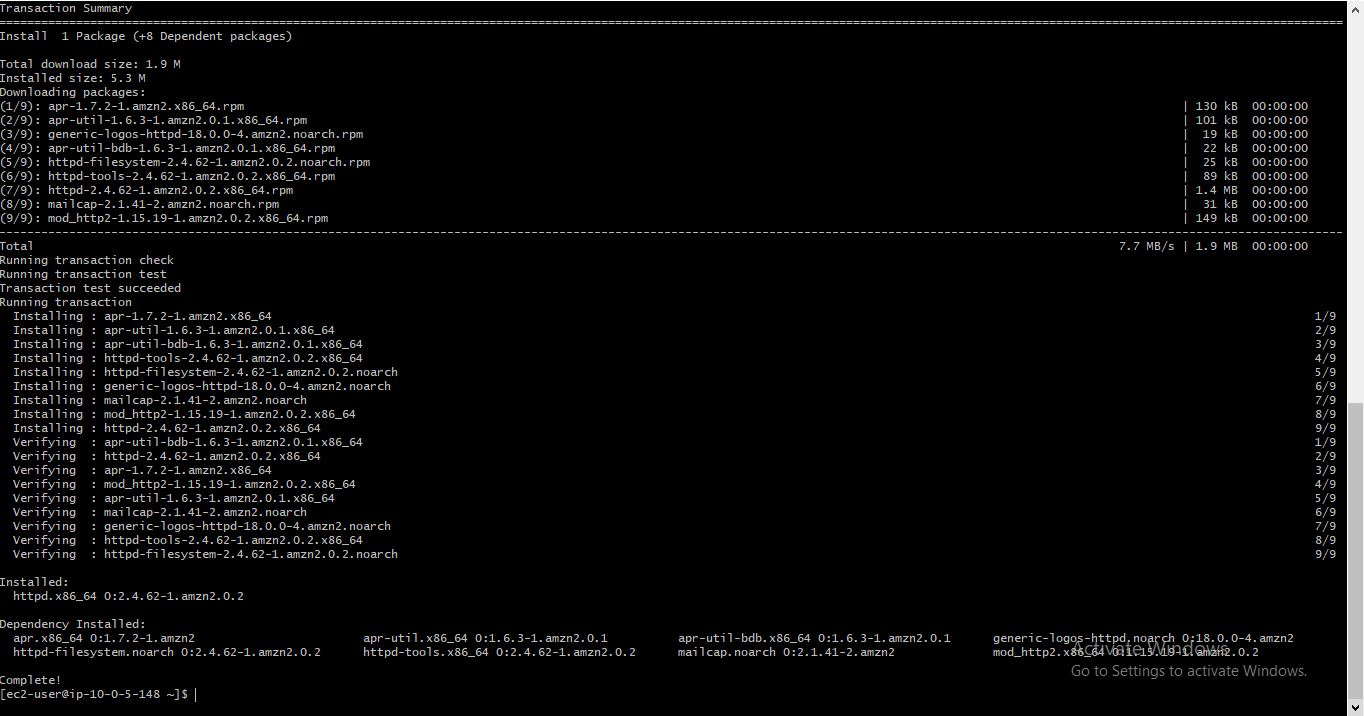 Transaction Summary
================================================================================
Install  1 Package (+8 Dependent packages)
Total download size: 1.9 M
Installed size: 5.3 M
Downloading packages:
(1/9): apr-1.7.2-1.amzn2.x86_64.rpm | 130 kB 00:00:00
(2/9): apr-util-1.6.3-1.amzn2.0.1.x86_64.rpm | 101 kB 00:00:00
(3/9): generic-logos-httpd-18.0.0-4.amzn2.noarch.rpm | 19 kB 00:00:00
(4/9): apr-util-bdb-1.6.3-1.amzn2.0.1.x86_64.rpm | 22 kB 00:00:00
(5/9): httpd-filesystem-2.4.62-1.amzn2.0.2.noarch.rpm | 25 kB 00:00:00
(6/9): httpd-tools-2.4.62-1.amzn2.0.2.x86_64.rpm | 89 kB 00:00:00
(7/9): httpd-2.4.62-1.amzn2.0.2.x86_64.rpm | 1.4 MB 00:00:00
(8/9): mailcap-2.1.41-2.amzn2.noarch.rpm | 31 kB 00:00:00
(9/9): mod_http2-1.15.19-1.amzn2.0.2.x86_64.rpm | 149 kB 00:00:00
--------------------------------------------------------------------------------
Total 7.7 MB/s | 1.9 MB 00:00:00
Running transaction check
Running transaction test
Transaction test succeeded
Running transaction
Installing : apr-1.7.2-1.amzn2.x86_64 1/9
Installing : apr-util-1.6.3-1.amzn2.0.1.x86_64 2/9
Installing : apr-util-bdb-1.6.3-1.amzn2.0.1.x86_64 3/9
Installing : httpd-tools-2.4.62-1.amzn2.0.2.x86_64 4/9
Installing : httpd-filesystem-2.4.62-1.amzn2.0.2.noarch 5/9
Installing : generic-logos-httpd-18.0.0-4.amzn2.noarch 6/9
Installing : mailcap-2.1.41-2.amzn2.noarch 7/9
Installing : mod_http2-1.15.19-1.amzn2.0.2.x86_64 8/9
Installing : httpd-2.4.62-1.amzn2.0.2.x86_64 9/9
Verifying : apr-util-bdb-1.6.3-1.amzn2.0.1.x86_64 1/9
Verifying : httpd-2.4.62-1.amzn2.0.2.x86_64 2/9
Verifying : apr-1.7.2-1.amzn2.x86_64 3/9
Verifying : mod_http2-1.15.19-1.amzn2.0.2.x86_64 4/9
Verifying : apr-util-1.6.3-1.amzn2.0.1.x86_64 5/9
Verifying : mailcap-2.1.41-2.amzn2.noarch 6/9
Verifying : generic-logos-httpd-18.0.0-4.amzn2.noarch 7/9
Verifying : httpd-tools-2.4.62-1.amzn2.0.2.x86_64 8/9
Verifying : httpd-filesystem-2.4.62-1.amzn2.0.2.noarch 9/9
Installed:
httpd.x86_64 0:2.4.62-1.amzn2.0.2
Dependency Installed:
apr.x86_64 0:1.7.2-1.amzn2 apr-util.x86_64 0:1.6.3-1.amzn2.0.1 apr-util-bdb.x86_64 0:1.6.3-1.amzn2.0.1 generic-logos-httpd.noarch 0:18.0.0-4.amzn2
httpd-filesystem.noarch 0:2.4.62-1.amzn2.0.2 httpd-tools.x86_64 0:2.4.62-1.amzn2.0.2 mailcap.noarch 0:2.1.41-2.amzn2 mod_http2.x86_64 0:1.15.19-1.amzn2.0.2
Complete!
[ec2-user@ip-10-0-5-148 ~]$
Activate Windows
Go to Settings to activate Windows.